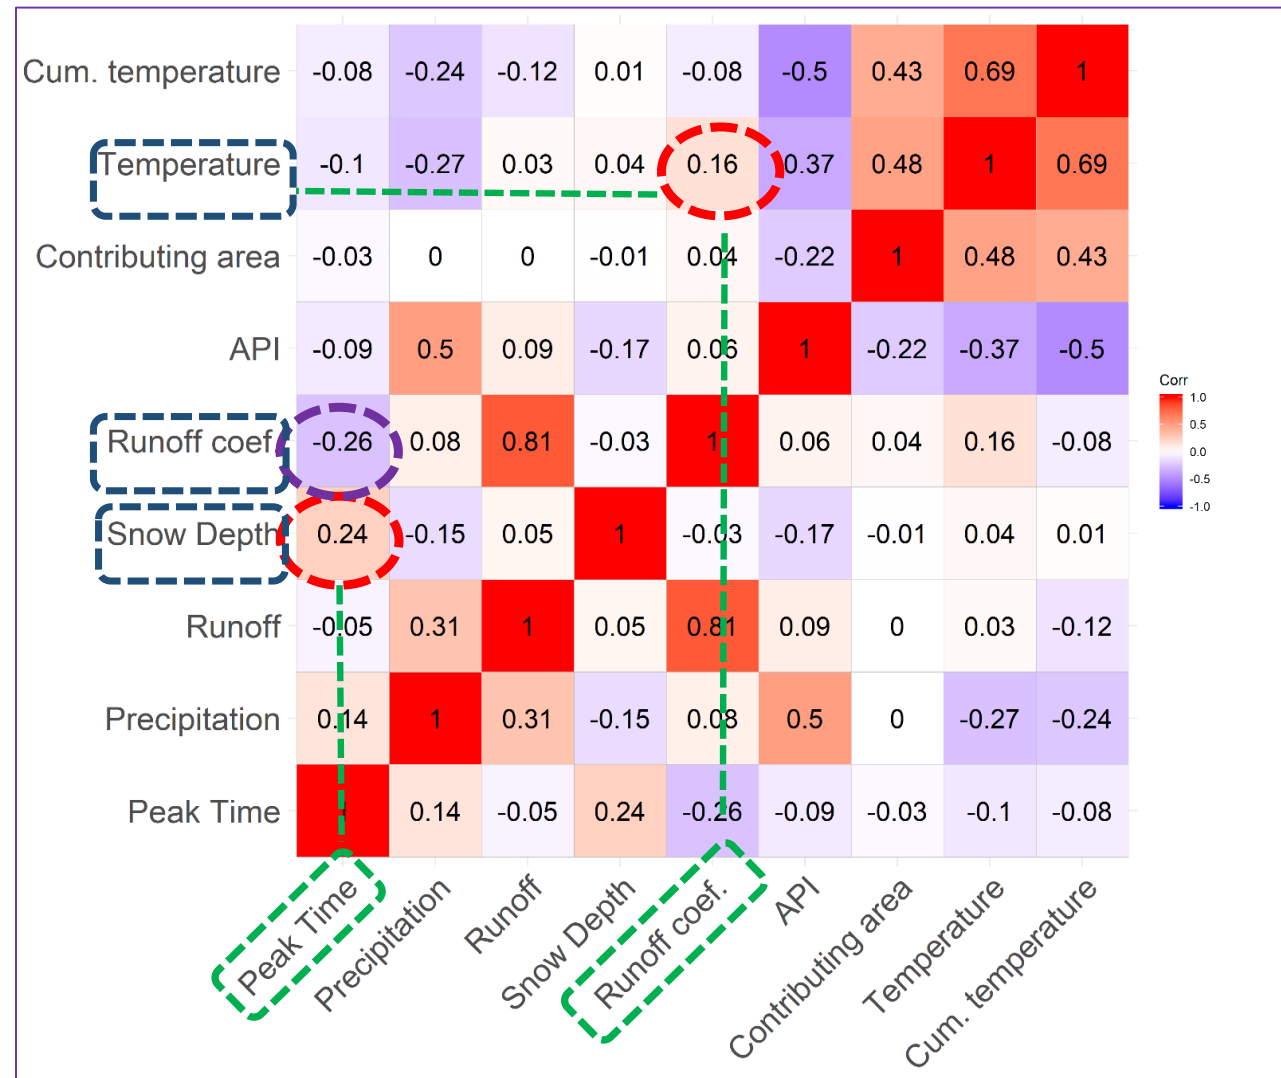 Cum. temperature -0.08 -0.24 -0.12 0.01 -0.08 -0.5 0.43 0.69 1
Temperature -0.1 -0.27 0.03 0.04 0.16 0.37 0.48 1 0.69
Contributing area -0.03 0 0 -0.01 0.04 -0.22 1 0.48 0.43
API -0.09 0.5 0.09 -0.17 0.06 1 -0.22 -0.37 -0.5
Runoff coef -0.26 0.08 0.81 -0.03 1 0.06 0.04 0.16 -0.08
Snow Depth 0.24 -0.15 0.05 1 -0.03 -0.17 -0.01 0.04 0.01
Runoff -0.05 0.31 1 0.05 0.81 0.09 0 0.03 -0.12
Precipitation 0.14 1 0.31 -0.15 0.08 0.5 0 -0.27 -0.24
Peak Time 1 0.14 -0.05 0.24 -0.26 -0.09 -0.03 -0.1 -0.08
Peak Time
Precipitation
Runoff
Snow Depth
Runoff coef.
API
Contributing area
Temperature
Cum. temperature
Corr
1.0
0.5
0.0
-0.5
-1.0